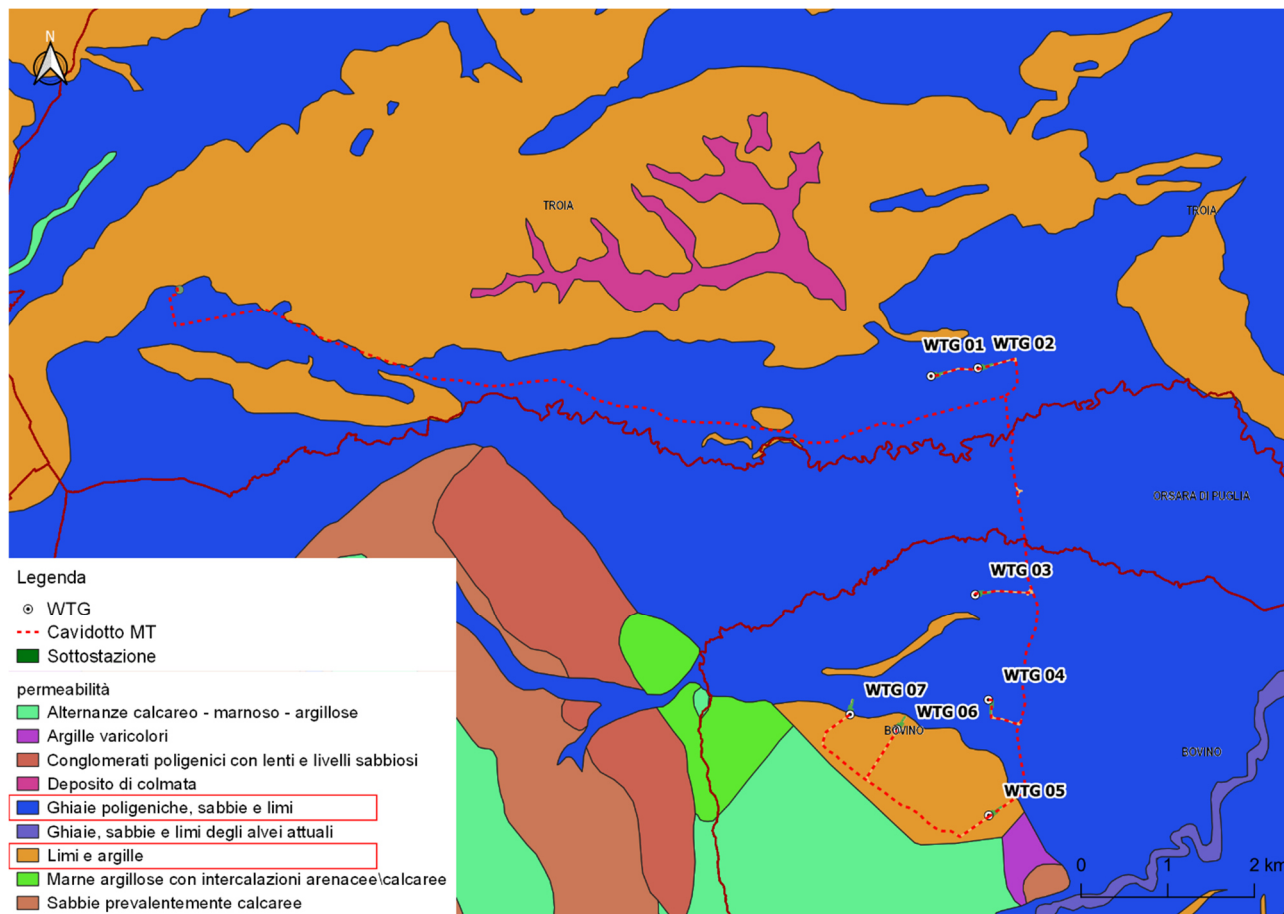 N
TROIA
TROIA
WTG 01
WTG 02
ORSARA DI PUGLIA
WTG 03
WTG 04
WTG 07
WTG 06
BOVINO
BOVINO
WTG 05
Legenda
WTG
Cavidotto MT
Sottostazione
permeabilità
Alternanze calcareo - marnoso - argillose
Argille varicolori
Conglomerati poligenici con lenti e livelli sabbiosi
Deposito di colmata
Ghiaie poligeniche, sabbie e limi
Ghiaie, sabbie e limi degli alvei attuali
Limi e argille
Marne argillose con intercalazioni arenacee\calcaree
Sabbie prevalentemente calcaree
0 1 2 km